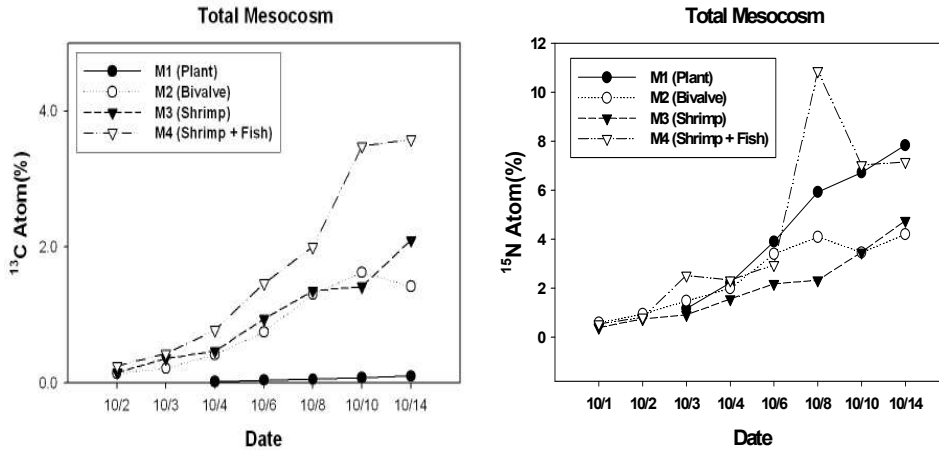 Total Mesocosm
M1 (Plant)
M2 (Bivalve)
M3 (Shrimp)
M4 (Shrimp + Fish)
13C Atom(%)
4.0
2.0
0.0
10/2 10/3 10/4 10/6 10/8 10/10 10/14
Date
Total Mesocosm
M1 (Plant)
M2 (Bivalve)
M3 (Shrimp)
M4 (Shrimp + Fish)
15N Atom(%)
12
10
8
6
4
2
0
10/1 10/2 10/3 10/4 10/6 10/8 10/10 10/14
Date